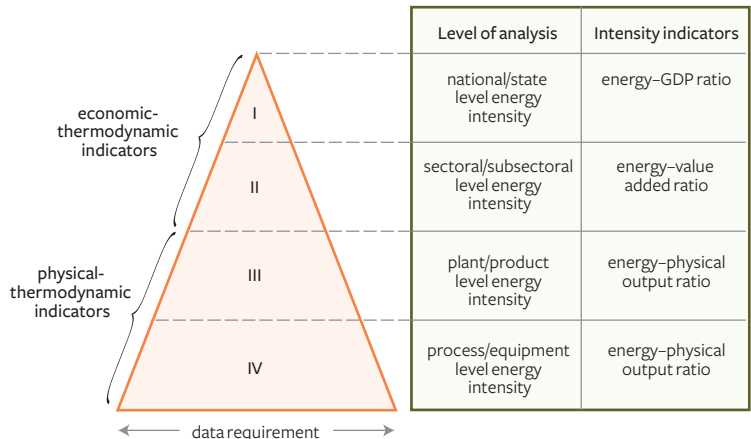 Level of analysis
Intensity indicators
economic-
thermodynamic
indicators
I
national/state
level energy
intensity
energy–GDP ratio
II
sectoral/subsectoral
level energy
intensity
energy–value
added ratio
physical-
thermodynamic
indicators
III
plant/product
level energy
intensity
energy–physical
output ratio
IV
process/equipment
level energy
intensity
energy–physical
output ratio
data requirement